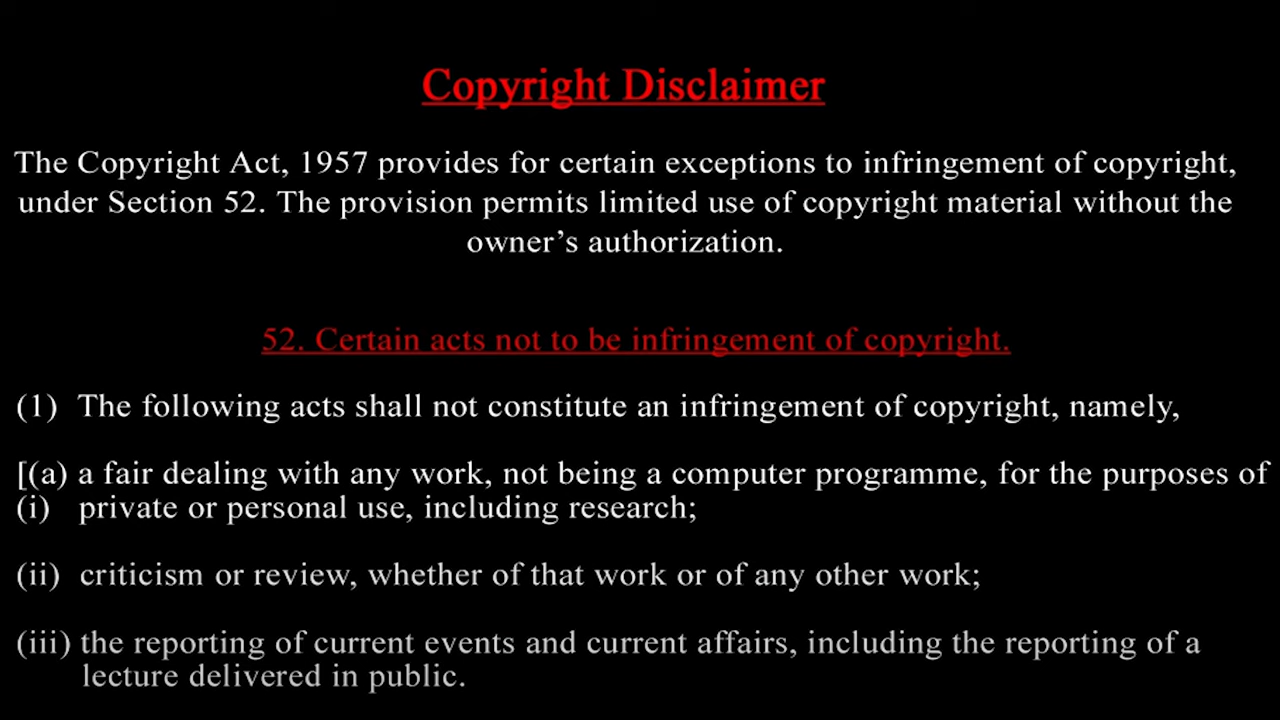 Copyright Disclaimer
The Copyright Act, 1957 provides for certain exceptions to infringement of copyright,
under Section 52. The provision permits limited use of copyright material without the
owner’s authorization.
52. Certain acts not to be infringement of copyright.
(1) The following acts shall not constitute an infringement of copyright, namely,
[(a) a fair dealing with any work, not being a computer programme, for the purposes of
(i) private or personal use, including research;
(ii) criticism or review, whether of that work or of any other work;
(iii) the reporting of current events and current affairs, including the reporting of a
lecture delivered in public.